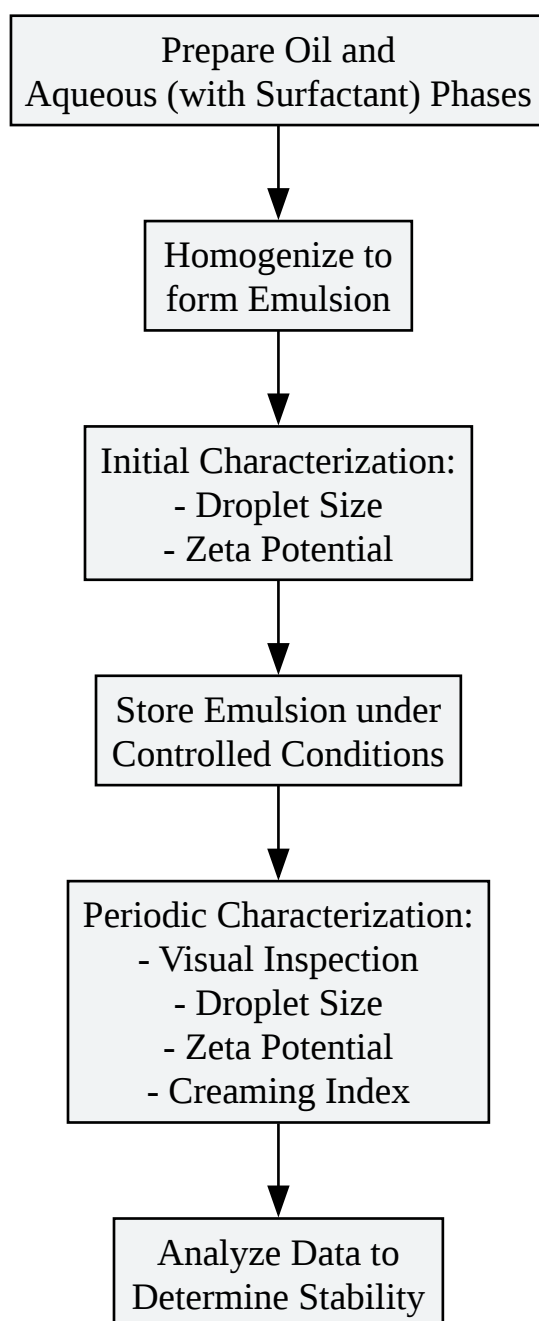 Prepare Oil and
Aqueous (with Surfactant) Phases
Homogenize to
form Emulsion
Initial Characterization:
- Droplet Size
- Zeta Potential
Store Emulsion under
Controlled Conditions
Periodic Characterization:
- Visual Inspection
- Droplet Size
- Zeta Potential
- Creaming Index
Analyze Data to
Determine Stability